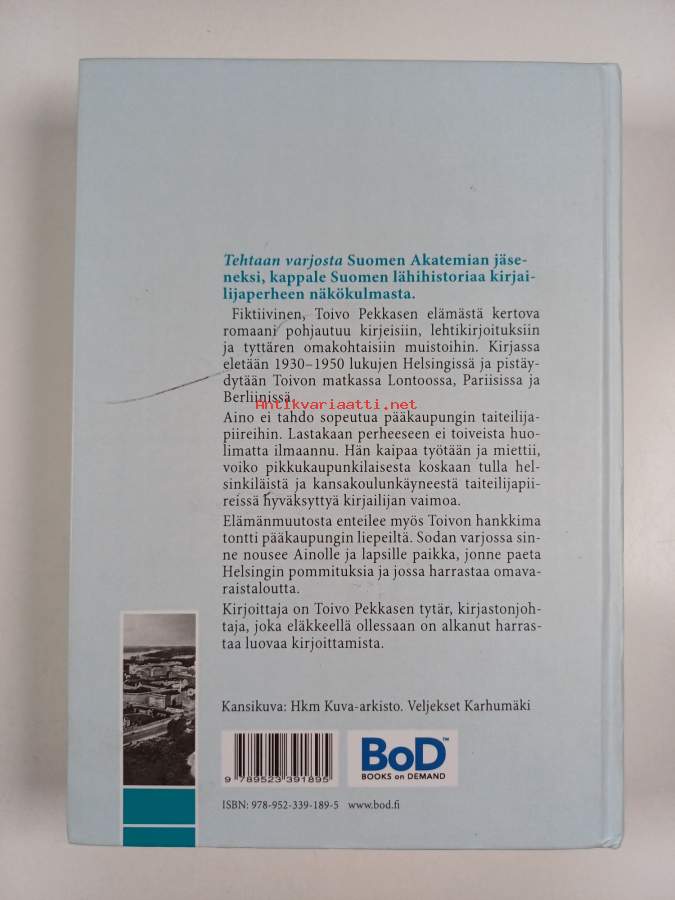 Tehtaan varjosta Suomen Akatemian jäse-
neksi, kappale Suomen lähihistoriaa kirjai-
lijaperheen näkökulmasta.
Fiktiivinen, Toivo Pekkasen elämästä kertova
romaani pohjautuu kirjeisiin, lehtikirjoituksiin
ja tyttären omakohtaisiin muistoihin. Kirjassa
eletään 1930–1950 lukujen Helsingissä ja pistäy-
dytään Toivon matkassa Lontoossa, Pariisissa ja
Berliinissä.
Antikvariaatti.net
Aino ei tahdo sopeutua pääkaupungin taiteilija-
piireihin. Lastakaan perheeseen ei toiveista huo-
limatta ilmaannu. Hän kaipaa työtään ja miettii,
voiko pikkukaupunkilaisesta koskaan tulla hel-
sinkiläistä ja kansakoulunkäyneestä taiteilijapii-
reissä hyväksyttyä kirjailijan vaimoa.
Elämänmuutosta enteilee myös Toivon hankkima
tontti pääkaupungin liepeiltä. Sodan varjossa sin-
ne nousee Ainolle ja lapsille paikka, jonne paeta
Helsingin pommituksia ja jossa harrastaa omava-
raistaloutta.
Kirjoittaja on Toivo Pekkasen tytär, kirjastonjoh-
taja, joka eläkkeellä ollessaan on alkanut harras-
taa luovaa kirjoittamista.
Kansikuva: Hkm Kuva-arkisto. Veljekset Karhumäki
BoD™
BOOKS on DEMAND
9 789523 391895
ISBN: 978-952-339-189-5 www.bod.fi